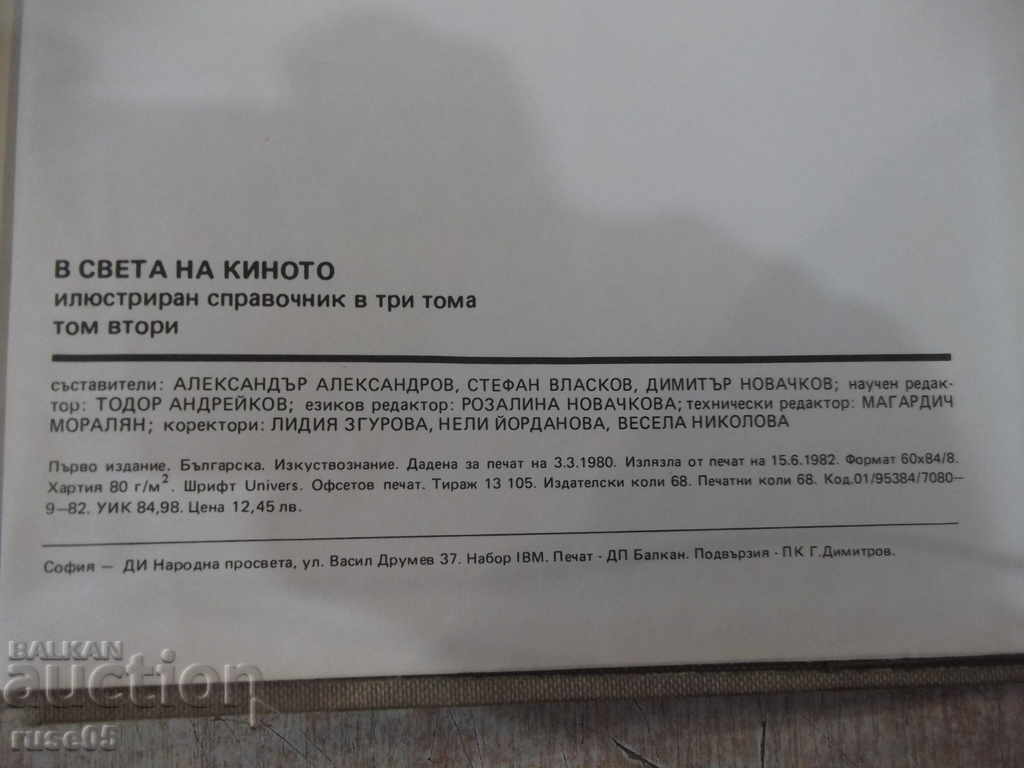 В СВЕТА НА КИНОТО
илюстриран справочник в три тома
том втори
съставители: АЛЕКСАНДЪР АЛЕКСАНДРОВ, СТЕФАН ВЛАСКОВ, ДИМИТЪР НОВАЧКОВ; научен редак-
тор: ТОДОР АНДРЕЙКОВ; езиков редактор: РОЗАЛИНА НОВАЧКОВА; технически редактор: МАГАРДИЧ
МОРАЛЯН; коректори: ЛИДИЯ ЗГУРОВА, НЕЛИ ЙОРДАНОВА, ВЕСЕЛА НИКОЛОВА
Първо издание. Българска. Изкуствознание. Дадена за печат на 3.3.1980. Излязла от печат на 15.6.1982. Формат 60x84/8.
Хартия 80 г/м². Шрифт Univers. Офсетов печат. Тираж 13 105. Издателски коли 68. Печатни коли 68. Код.01/95384/7080—
9—82. УИК 84,98. Цена 12,45 лв.
София — ДИ Народна просвета, ул. Васил Друмев 37. Набор IBM. Печат - ДП Балкан. Подвързия - ПК Г.Димитров.
BALKAN
auction
ruse05